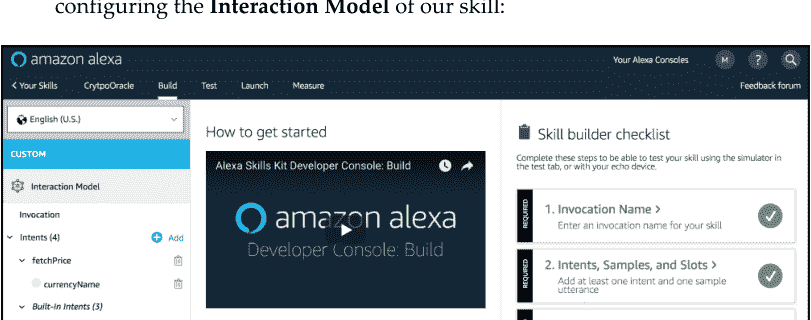 configuring the Interaction Model of our skill:
amazon alexa
Your Alexa Consoles
M
?
< Your Skills
CrytpoOracle
Build
Test
Launch
Measure
Feedback forum
English (U.S.)
CUSTOM
Interaction Model
Invocation
Intents (4)
Add
fetchPrice
currencyName
Built-in Intents (3)
How to get started
Alexa Skills Kit Developer Console: Build
amazon alexa
Developer Console: Build
Skill builder checklist
Complete these steps to be able to test your skill using the simulator in
the test tab, or with your echo device.
REQUIRED
1. Invocation Name >
Enter an invocation name for your skill
REQUIRED
2. Intents, Samples, and Slots >
Add at least one intent and one sample
utterance